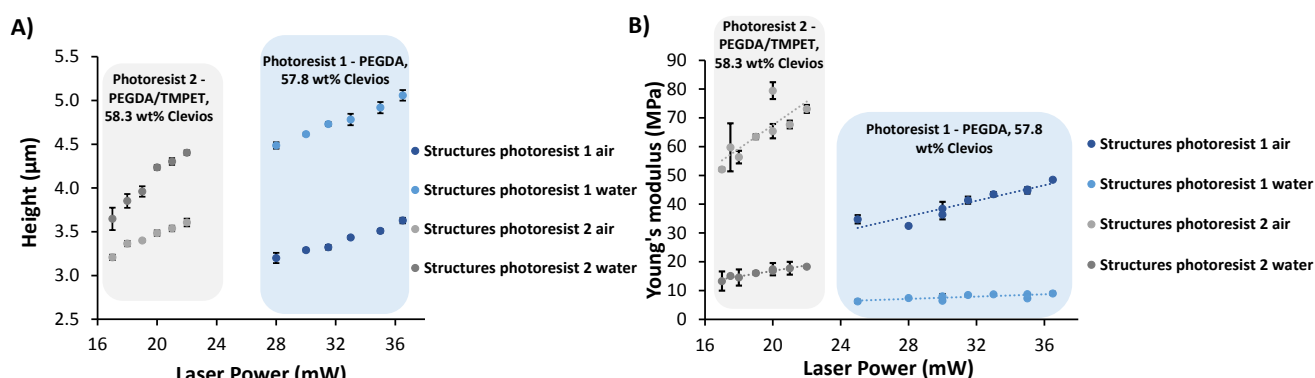 A)
5.5
5.0
4.5
4.0
3.5
3.0
2.5
Height (µm)
16 20 24 28 32 36
Laser Power (mW)
Photoresist 2 -
PEGDA/TMPET,
58.3 wt% Clevios
Photoresist 1 - PEGDA,
57.8 wt% Clevios
Structures photoresist 1 air
Structures photoresist 1 water
Structures photoresist 2 air
Structures photoresist 2 water
B)
90
80
70
60
50
40
30
20
10
0
Young's modulus (MPa)
16 20 24 28 32 36
Laser Power (mW)
Photoresist 2 -
PEGDA/TMPET,
58.3 wt% Clevios
Photoresist 1 - PEGDA, 57.8
wt% Clevios
Structures photoresist 1 air
Structures photoresist 1 water
Structures photoresist 2 air
Structures photoresist 2 water